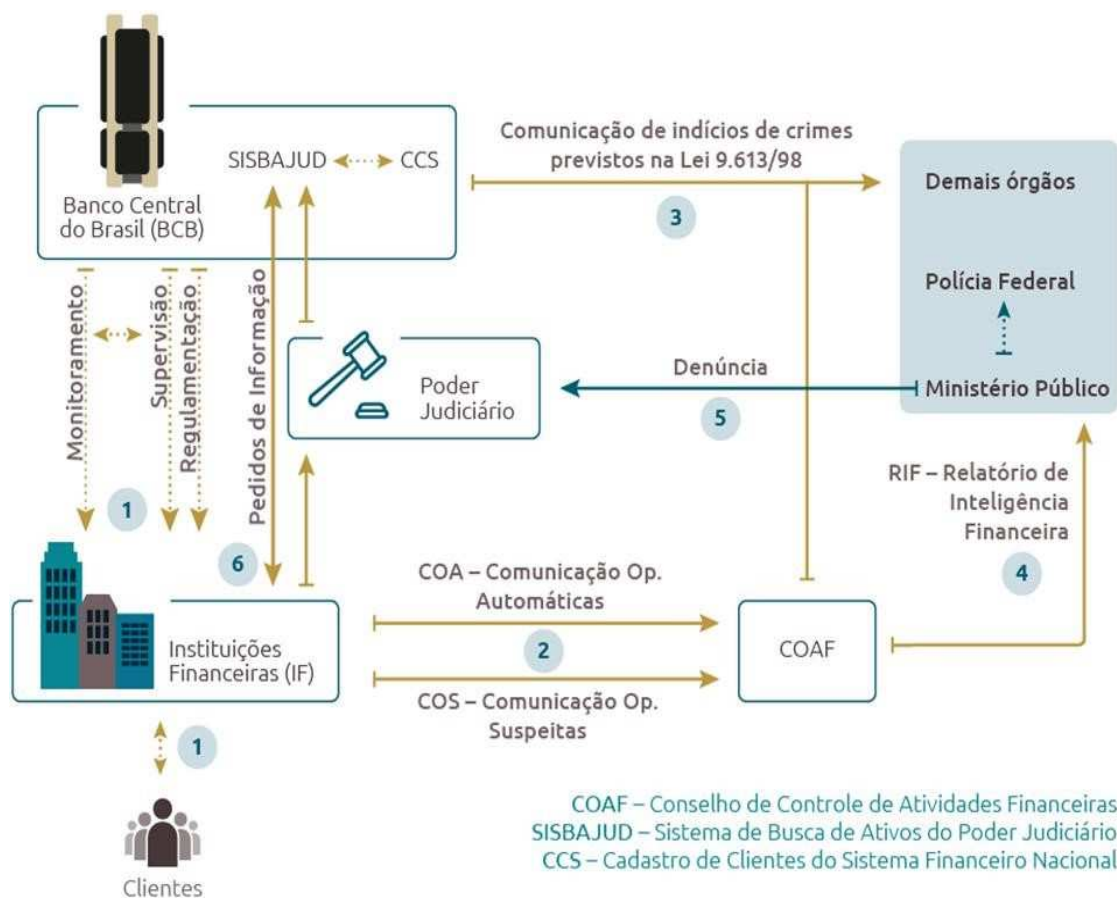 SISBAJUD
CCS
Banco Central
do Brasil (BCB)
Comunicação de indícios de crimes
previstos na Lei 9.613/98
3
Demais órgãos
Polícia Federal
Ministério Público
Monitoramento
Supervisão
Regulamentação
Pedidos de Informação
Poder
Judiciário
Denúncia
5
RIF – Relatório de
Inteligência
Financeira
4
1
6
Instituições
Financeiras (IF)
COA – Comunicação Op.
Automáticas
2
COS – Comunicação Op.
Suspeitas
COAF
1
Clientes
COAF – Conselho de Controle de Atividades Financeiras
SISBAJUD – Sistema de Busca de Ativos do Poder Judiciário
CCS – Cadastro de Clientes do Sistema Financeiro Nacional